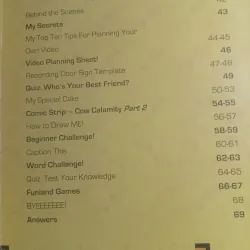 42
Behind the Scenes 43
My Secrets
My Top Ten Tips For Planning Your
Own Video 44-45
Video Planning Sheet! 46
Recording Door Sign Template 47-48
Quiz: Who's Your Best Friend? 49
My Special Cake 50-53
Comic Strip – Cow Calamity Part 2 54-55
How to Draw ME! 56-57
Beginner Challenge! 58-59
Caption This 60-61
Word Challenge! 62-63
Quiz Test Your Knowledge 64-65
Funland Games 66-67
BYEEEEEEE! 68
Answers 69